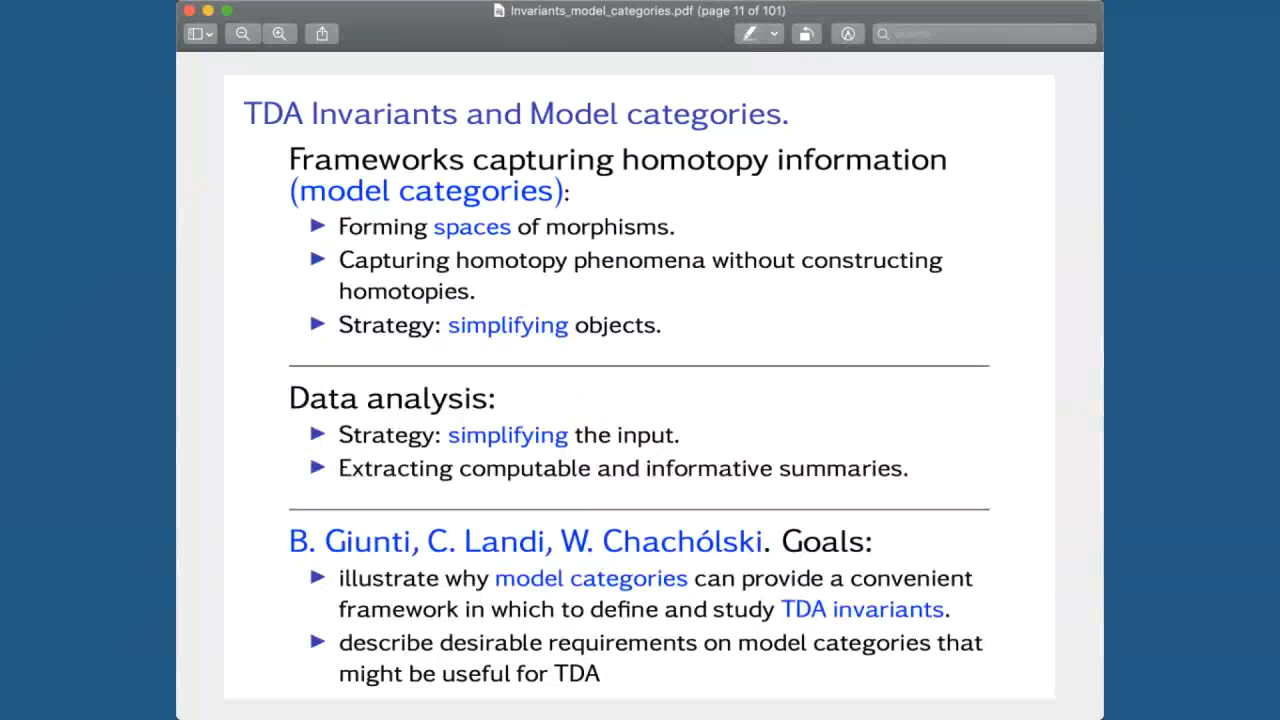 Invariants_model_categories.pdf (page 11 of 101)
Search
TDA Invariants and Model categories.
Frameworks capturing homotopy information
(model categories):
Forming spaces of morphisms.
Capturing homotopy phenomena without constructing
homotopies.
Strategy: simplifying objects.
Data analysis:
Strategy: simplifying the input.
Extracting computable and informative summaries.
B. Giunti, C. Landi, W. Chachólski. Goals:
illustrate why model categories can provide a convenient
framework in which to define and study TDA invariants.
describe desirable requirements on model categories that
might be useful for TDA